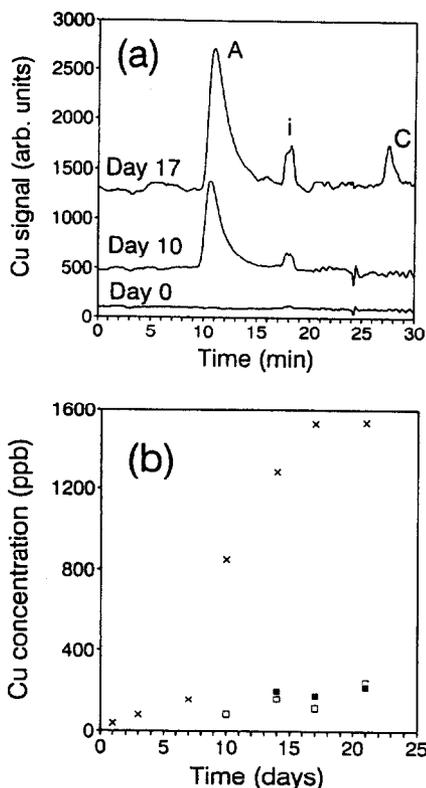 (a)
A
i
C
Day 17
Day 10
Day 0
3000
2500
2000
1500
1000
500
0
Cu signal (arb. units)
0 5 10 15 20 25 30
Time (min)
(b)
1600
1200
800
400
0
Cu concentration (ppb)
0 5 10 15 20 25
Time (days)